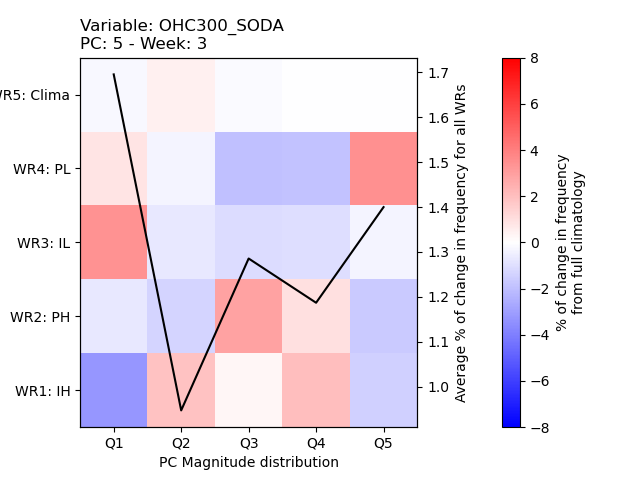 Variable: OHC300_SODA
PC: 5 - Week: 3
WR5: Clima
WR4: PL
WR3: IL
WR2: PH
WR1: IH
Q1 Q2 Q3 Q4 Q5
PC Magnitude distribution
1.7
1.6
1.5
1.4
1.3
1.2
1.1
1.0
Average % of change in frequency for all WRs
8
6
4
2
0
−2
−4
−6
−8
% of change in frequency
from full climatology